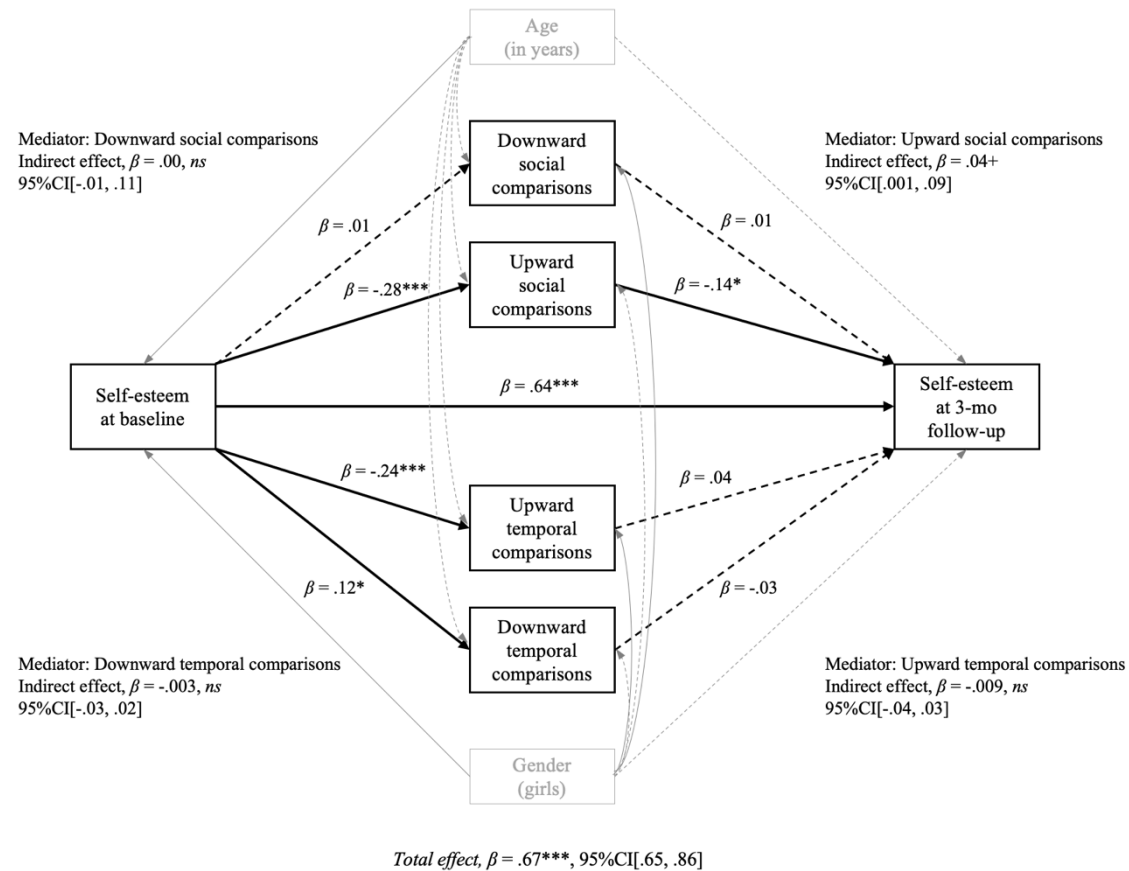 Age
(in years)
Mediator: Downward social comparisons
Indirect effect, β = .00, ns
95%CI[-.01, .11]
Downward
social
comparisons
Mediator: Upward social comparisons
Indirect effect, β = .04+
95%CI[.001, .09]
β = .01
β = .01
Upward
social
comparisons
β = -.28***
β = -.14*
Self-esteem
at baseline
β = .64***
Self-esteem
at 3-mo
follow-up
β = -.24***
β = .04
Upward
temporal
comparisons
β = .12*
β = -.03
Downward
temporal
comparisons
Mediator: Downward temporal comparisons
Indirect effect, β = -.003, ns
95%CI[-.03, .02]
Mediator: Upward temporal comparisons
Indirect effect, β = -.009, ns
95%CI[-.04, .03]
Gender
(girls)
Total effect, β = .67***, 95%CI[.65, .86]